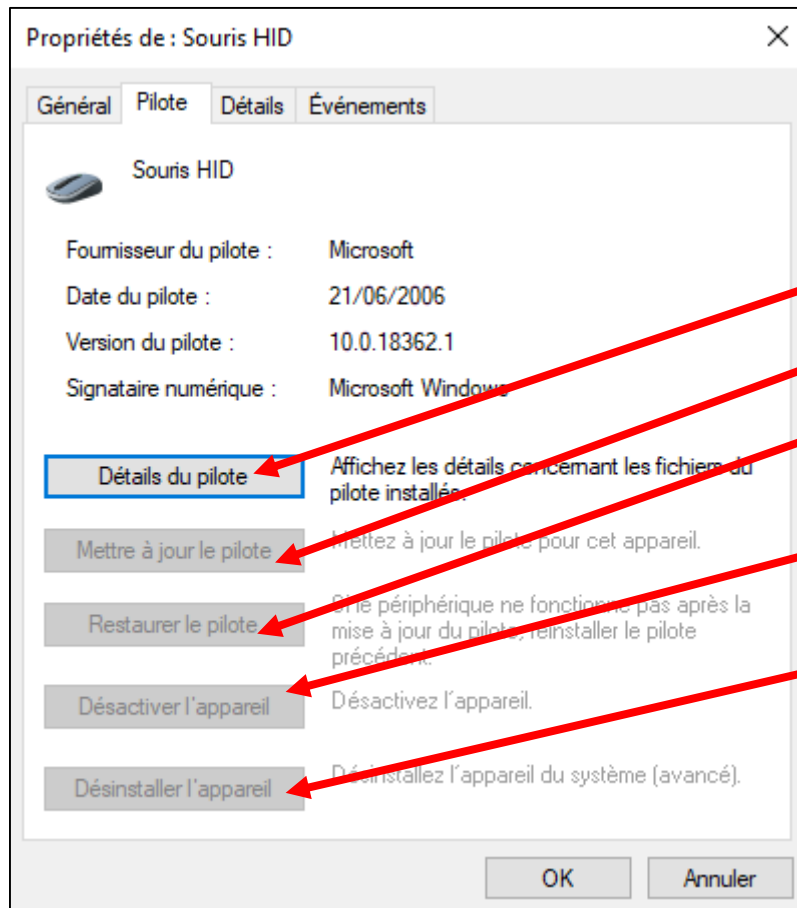 Propriétés de : Souris HID
Général Pilote Détails Événements
Souris HID
Fournisseur du pilote : Microsoft
Date du pilote : 21/06/2006
Version du pilote : 10.0.18362.1
Signataire numérique : Microsoft Windows
Détails du pilote
Affichez les détails concernant les fichiers du
pilote installés.
Mettre à jour le pilote
Mettez à jour le pilote pour cet appareil.
Restaurer le pilote
Si le périphérique ne fonctionne pas après la
mise à jour du pilote, réinstaller le pilote
précédent.
Désactiver l'appareil
Désactivez l'appareil.
Désinstaller l'appareil
Désinstallez l'appareil du système (avancé).
OK Annuler